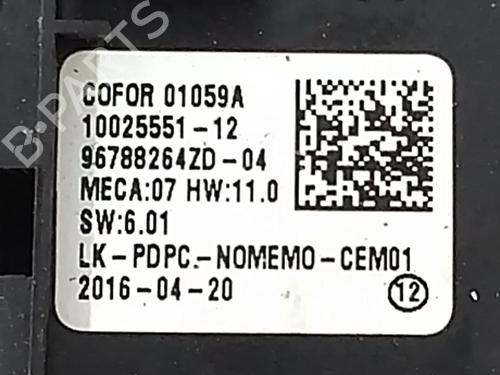 B-PARTS
COFOR 01059A
10025551-12
96788264ZD-04
MECA:07 HW:11.0
SW:6.01
LK-PDPC.-NOMEMO-CEM01
2016-04-20
12